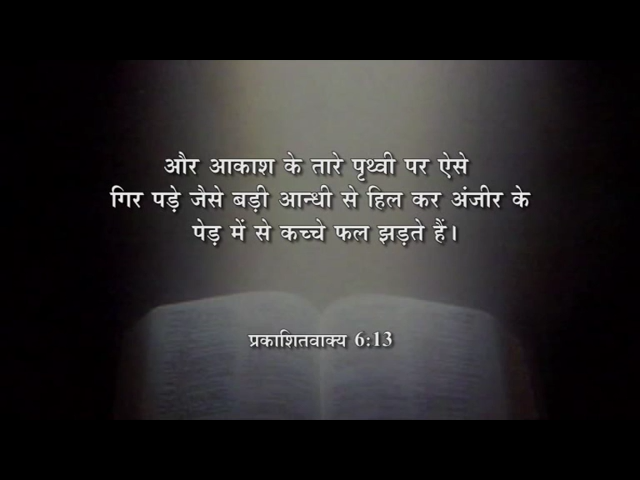 और आकाश के तारे पृथ्वी पर ऐसे
गिर पड़े जैसे बड़ी आन्धी से हिल कर अंजीर के
पेड़ में से कच्चे फल झड़ते हैं।
प्रकाशितवाक्य 6:13